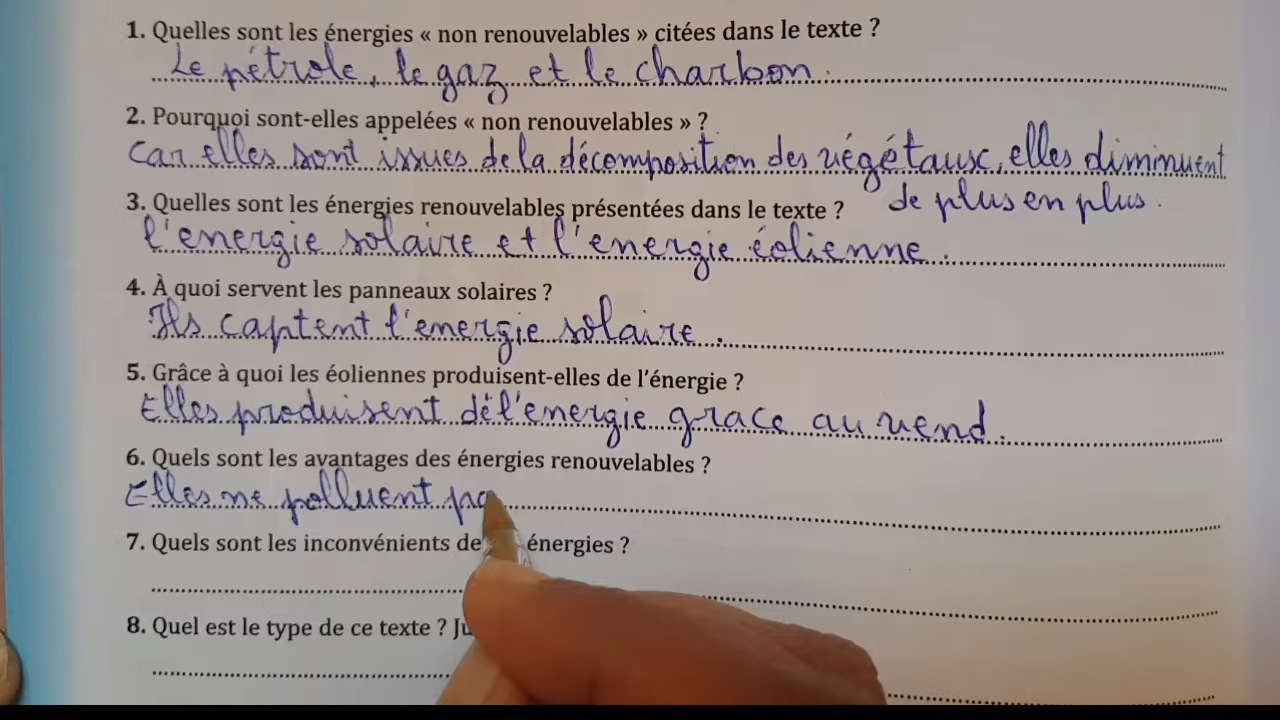 1. Quelles sont les énergies « non renouvelables » citées dans le texte ?
Le pétrole, le gaz et le charbon.
2. Pourquoi sont-elles appelées « non renouvelables » ?
Car elles sont issues de la décomposition des végétaux, elles diminuent
de plus en plus.
3. Quelles sont les énergies renouvelables présentées dans le texte ?
l'energie solaire et l'energie éolienne.
4. À quoi servent les panneaux solaires ?
Ils captent l'energie solaire.
5. Grâce à quoi les éoliennes produisent-elles de l'énergie ?
Elles produisent de l'energie grace au vend.
6. Quels sont les avantages des énergies renouvelables ?
Elles ne polluent pa
7. Quels sont les inconvénients de énergies ?
8. Quel est le type de ce texte ?